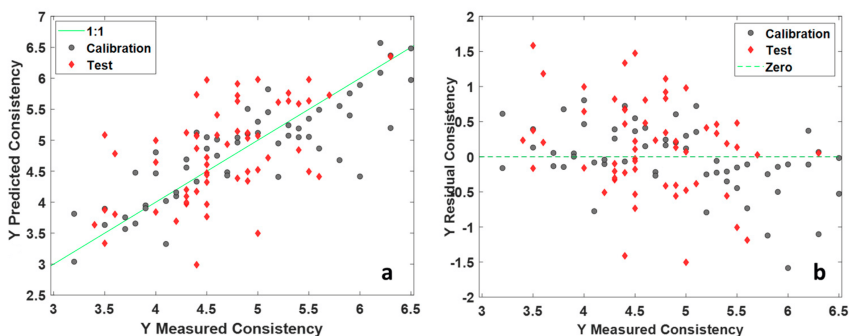 7
6.5
6
5.5
5
4.5
4
3.5
3
2.5
3 3.5 4 4.5 5 5.5 6 6.5
Y Predicted Consistency
Y Measured Consistency
1:1
Calibration
Test
a
2
1.5
1
0.5
0
-0.5
-1
-1.5
-2
3 3.5 4 4.5 5 5.5 6 6.5
Y Residual Consistency
Y Measured Consistency
Calibration
Test
Zero
b